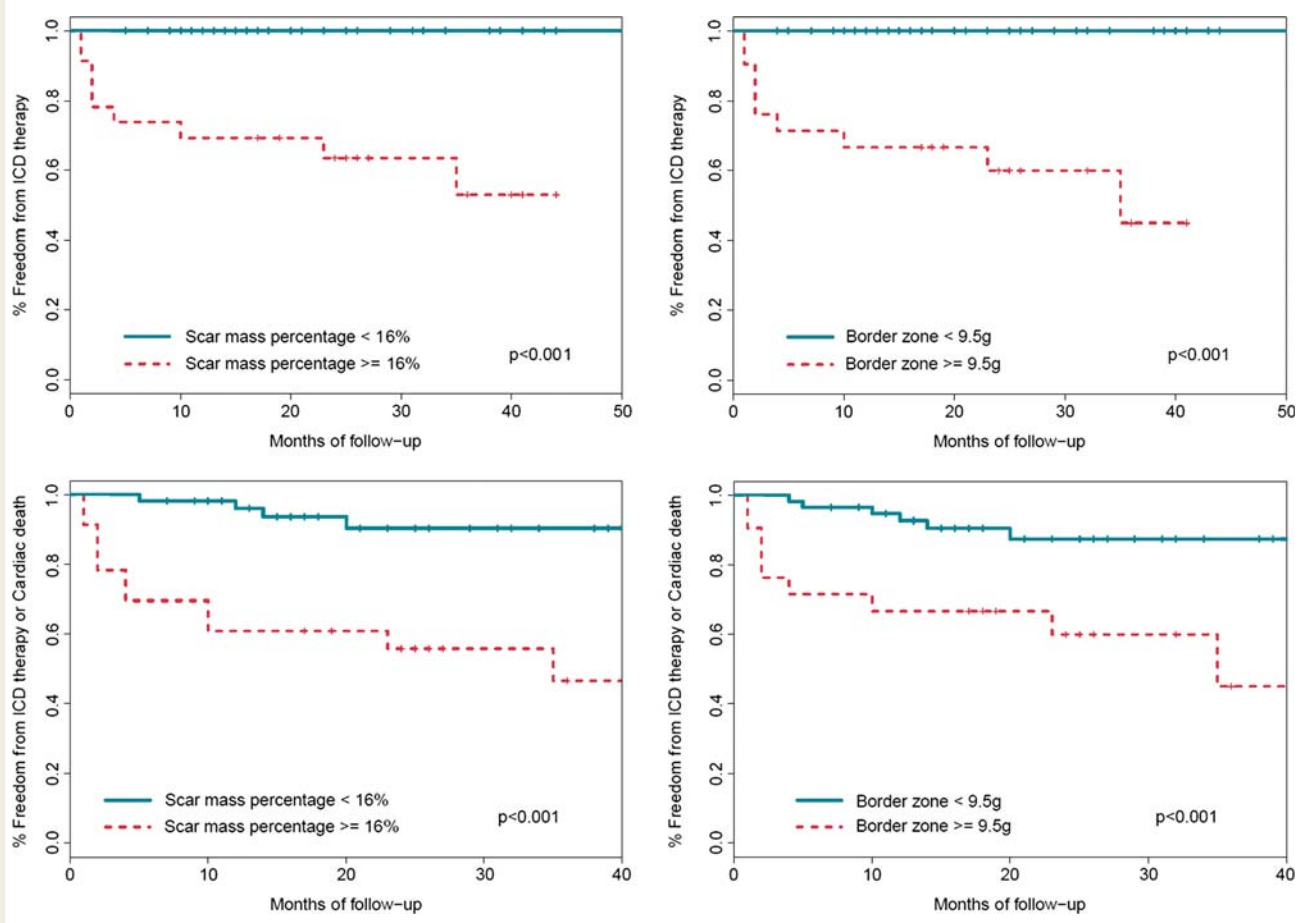 % Freedom from ICD therapy
1.0
0.8
0.6
0.4
0.2
0.0
Scar mass percentage < 16%
Scar mass percentage >= 16%
p<0.001
0 10 20 30 40 50
Months of follow-up
% Freedom from ICD therapy
1.0
0.8
0.6
0.4
0.2
0.0
Border zone < 9.5g
Border zone >= 9.5g
p<0.001
0 10 20 30 40 50
Months of follow-up
% Freedom from ICD therapy or Cardiac death
1.0
0.8
0.6
0.4
0.2
0.0
Scar mass percentage < 16%
Scar mass percentage >= 16%
p<0.001
0 10 20 30 40
Months of follow-up
% Freedom from ICD therapy or Cardiac death
1.0
0.8
0.6
0.4
0.2
0.0
Border zone < 9.5g
Border zone >= 9.5g
p<0.001
0 10 20 30 40
Months of follow-up